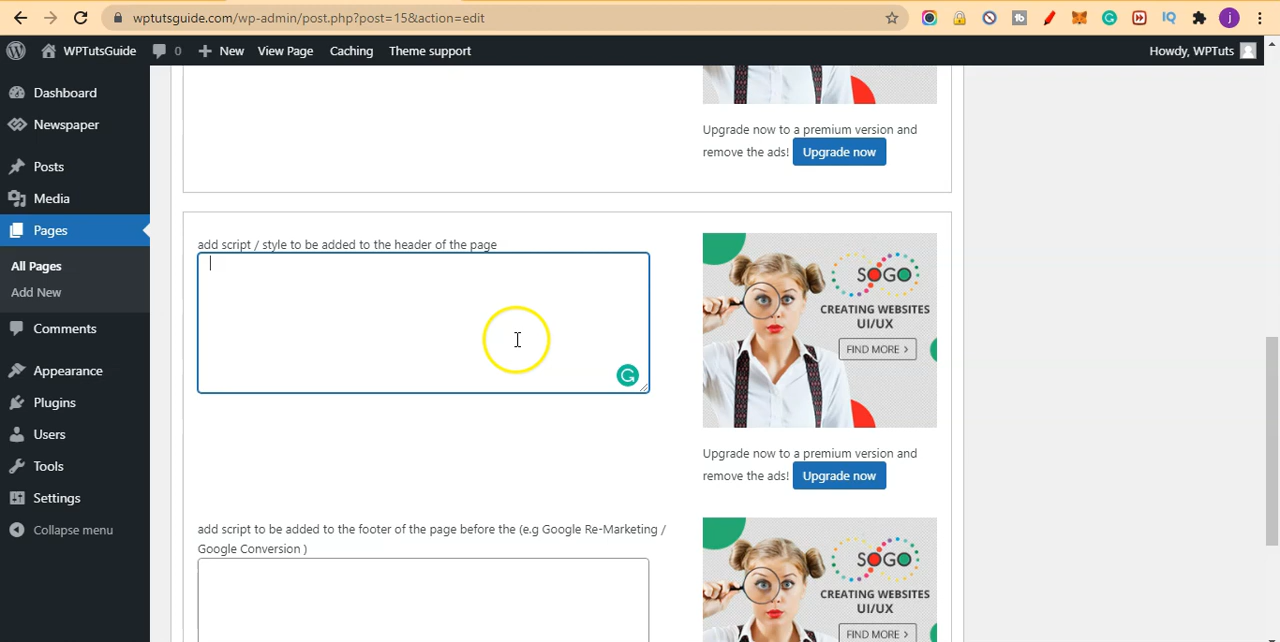 wptutsguide.com/wp-admin/post.php?post=15&action=edit
WPTutsGuide 0 New View Page Caching Theme support Howdy, WPTuts
Dashboard
Newspaper
Posts
Media
Pages
All Pages
Add New
Comments
Appearance
Plugins
Users
Tools
Settings
Collapse menu
Upgrade now to a premium version and
remove the ads! Upgrade now
add script / style to be added to the header of the page
SOGO
CREATING WEBSITES
UI/UX
FIND MORE >
Upgrade now to a premium version and
remove the ads! Upgrade now
add script to be added to the footer of the page before the (e.g Google Re-Marketing /
Google Conversion )
SOGO
CREATING WEBSITES
UI/UX
FIND MORE >